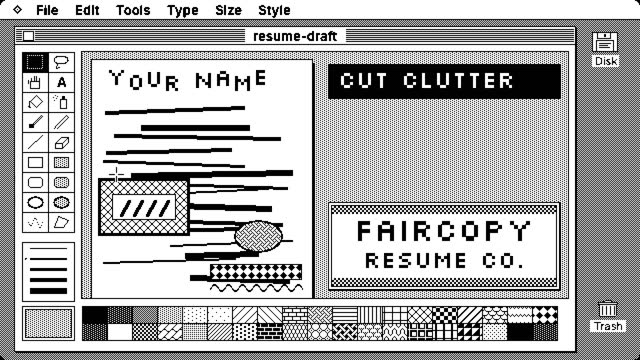 File Edit Tools Type Size Style
resume-draft
Disk
A
YOUR NAME
CUT CLUTTER
FAIRCOPY
RESUME CO.
Trash